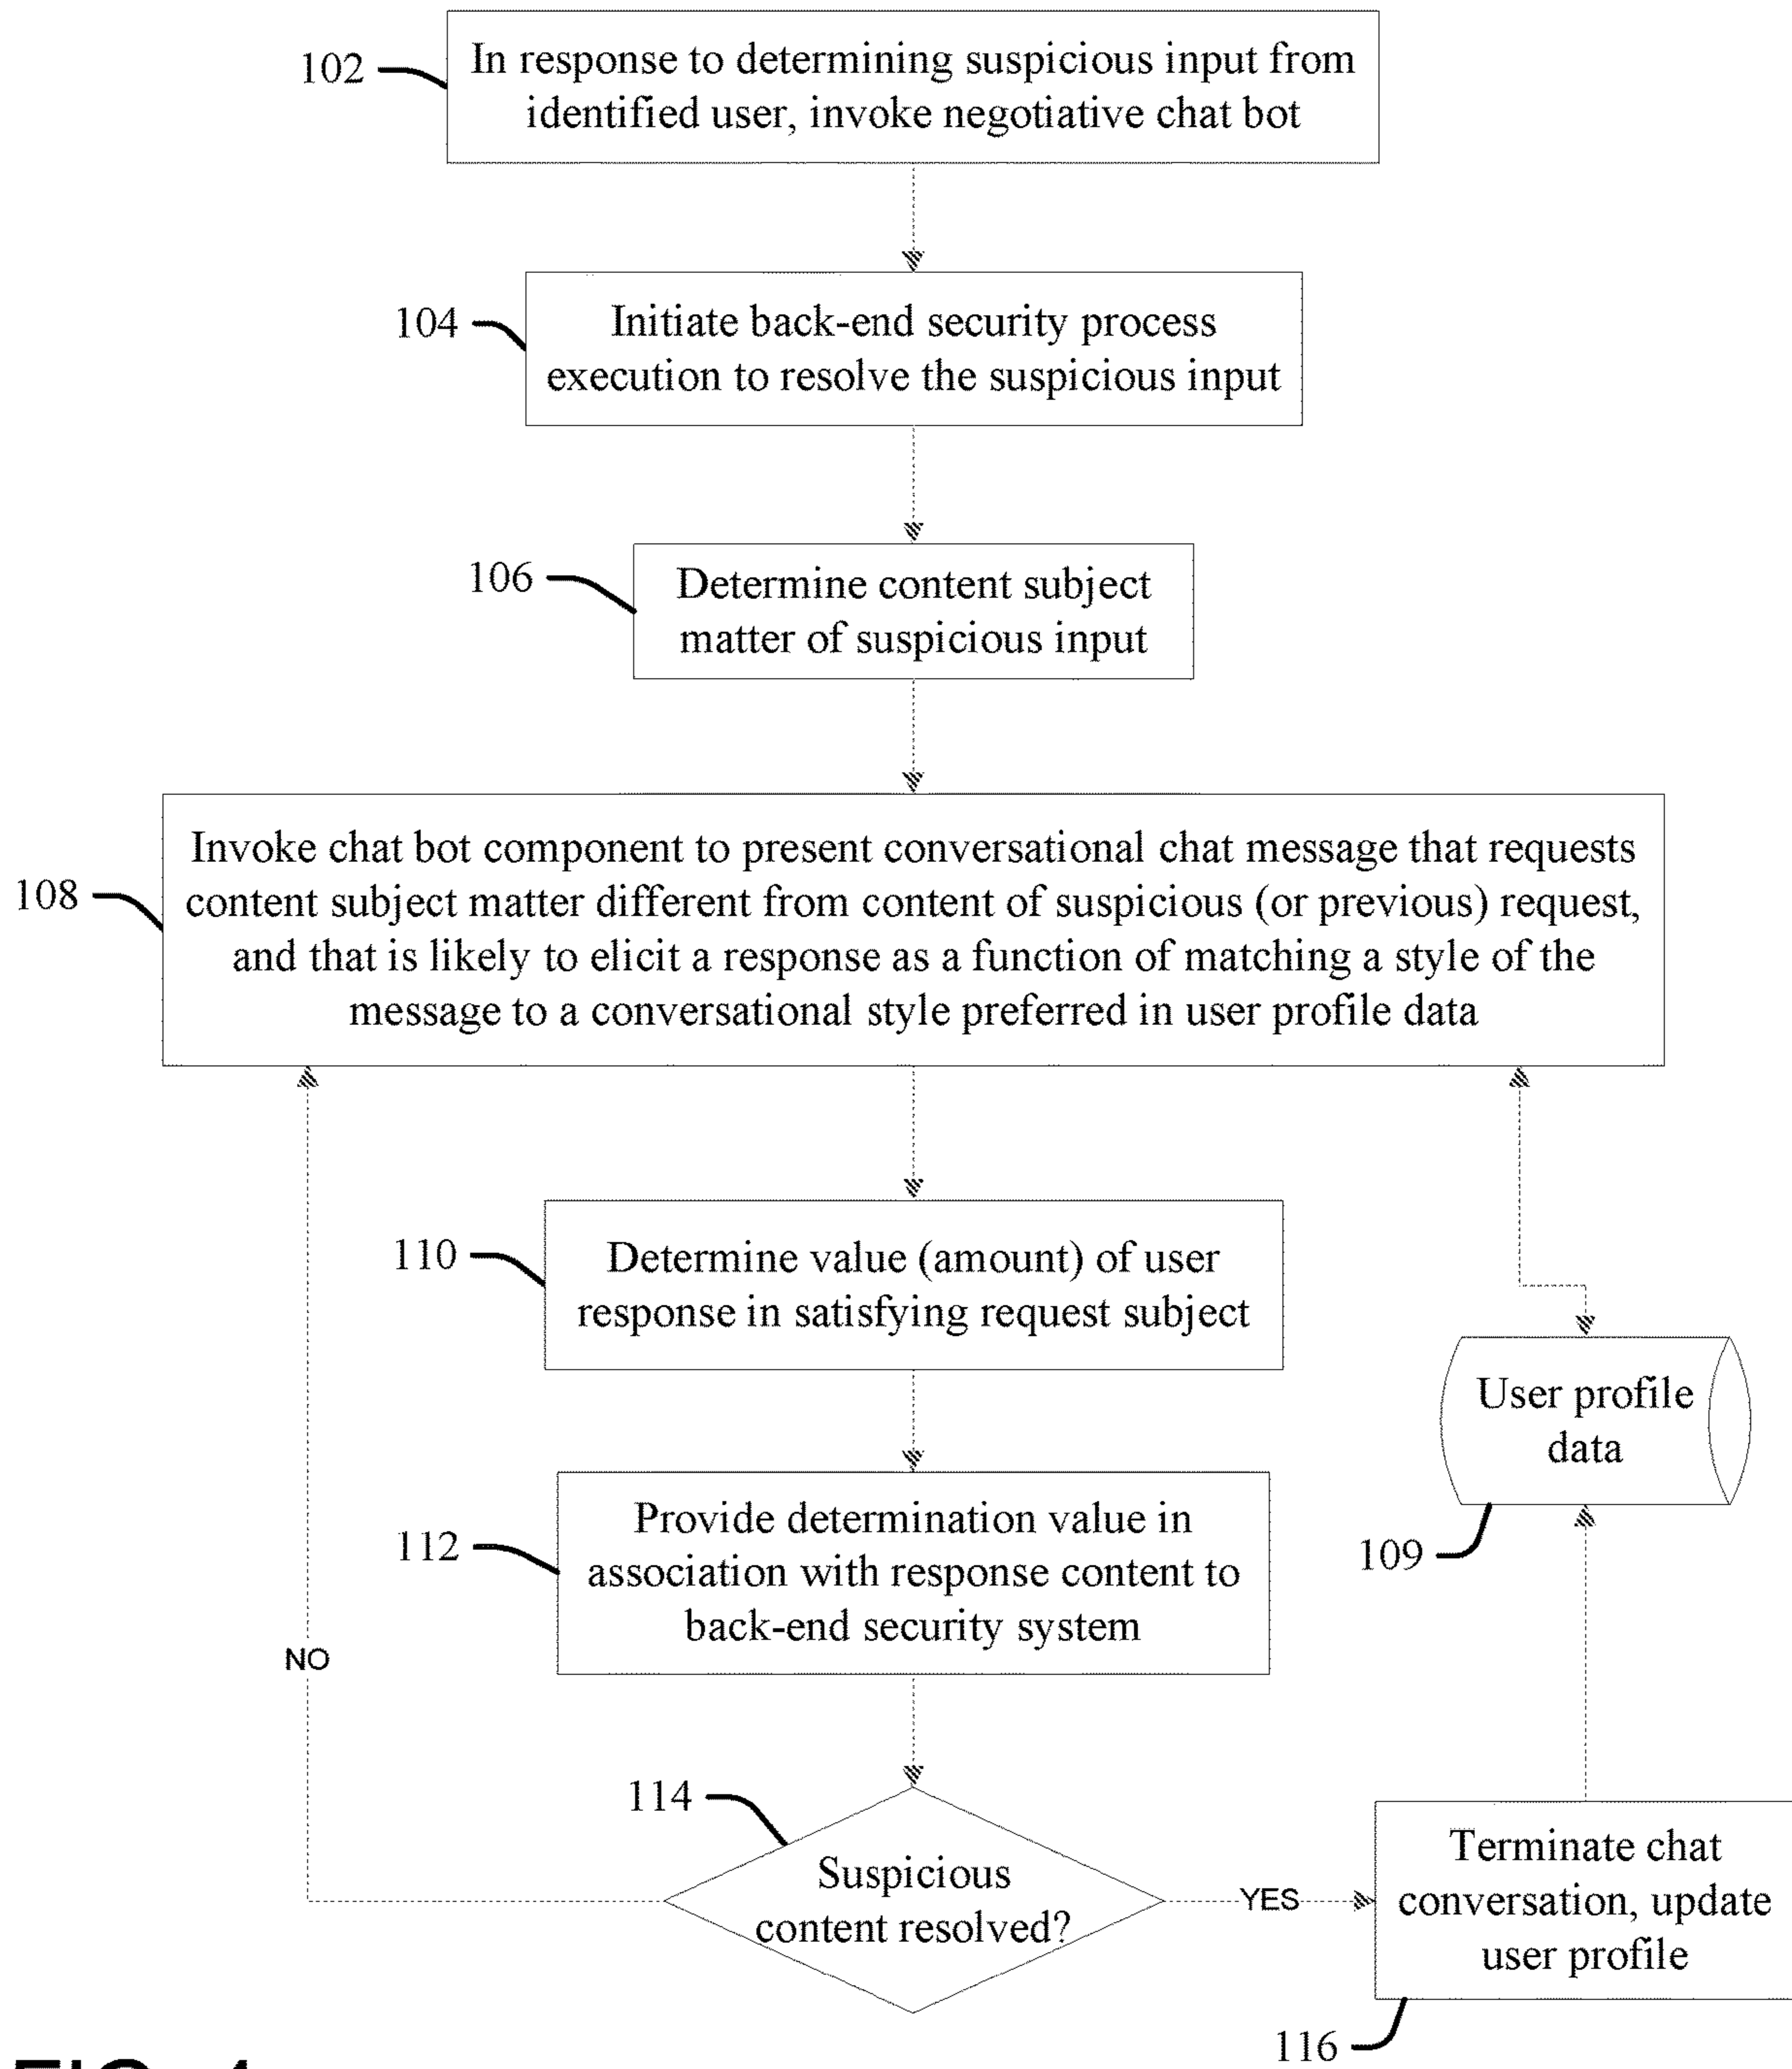 102
In response to determining suspicious input from
identified user, invoke negotiative chat bot
104
Initiate back-end security process
execution to resolve the suspicious input
106
Determine content subject
matter of suspicious input
108
Invoke chat bot component to present conversational chat message that requests
content subject matter different from content of suspicious (or previous) request,
and that is likely to elicit a response as a function of matching a style of the
message to a conversational style preferred in user profile data
110
Determine value (amount) of user
response in satisfying request subject
User profile
data
109
112
Provide determination value in
association with response content to
back-end security system
NO
114
Suspicious
content resolved?
YES
Terminate chat
conversation, update
user profile
116